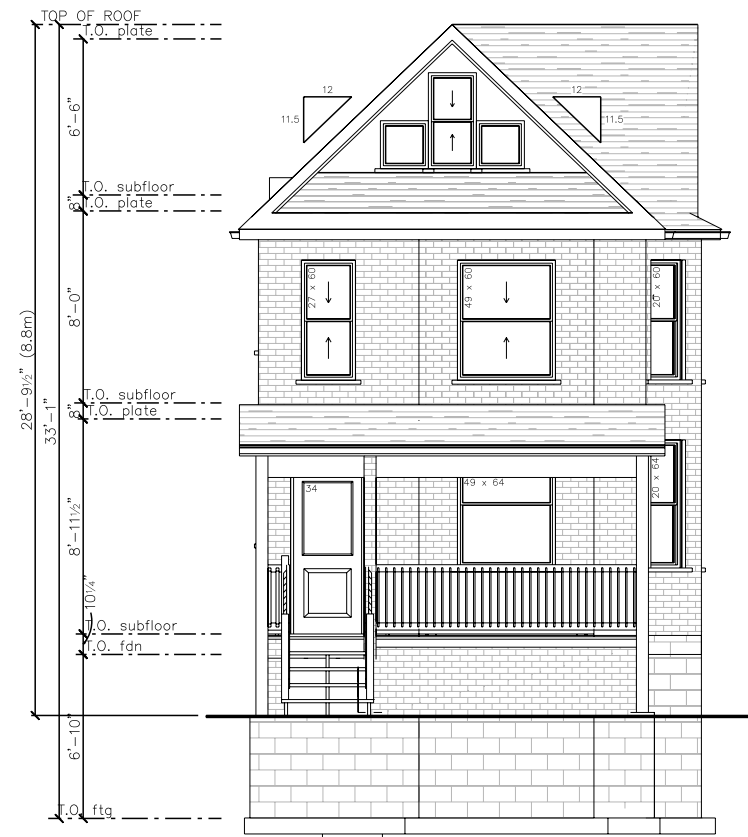 TOP OF ROOF
T.O. plate
12
12
11.5
11.5
6'-6"
T.O. subfloor
8"
T.O. plate
27 x 60
49 x 60
20 x 60
8'-0"
28'-9½" (8.8m)
33'-1"
T.O. subfloor
8"
T.O. plate
34
49 x 64
20 x 64
8'-11½"
10¼"
T.O. subfloor
T.O. fdn
6'-10"
T.O. ftg